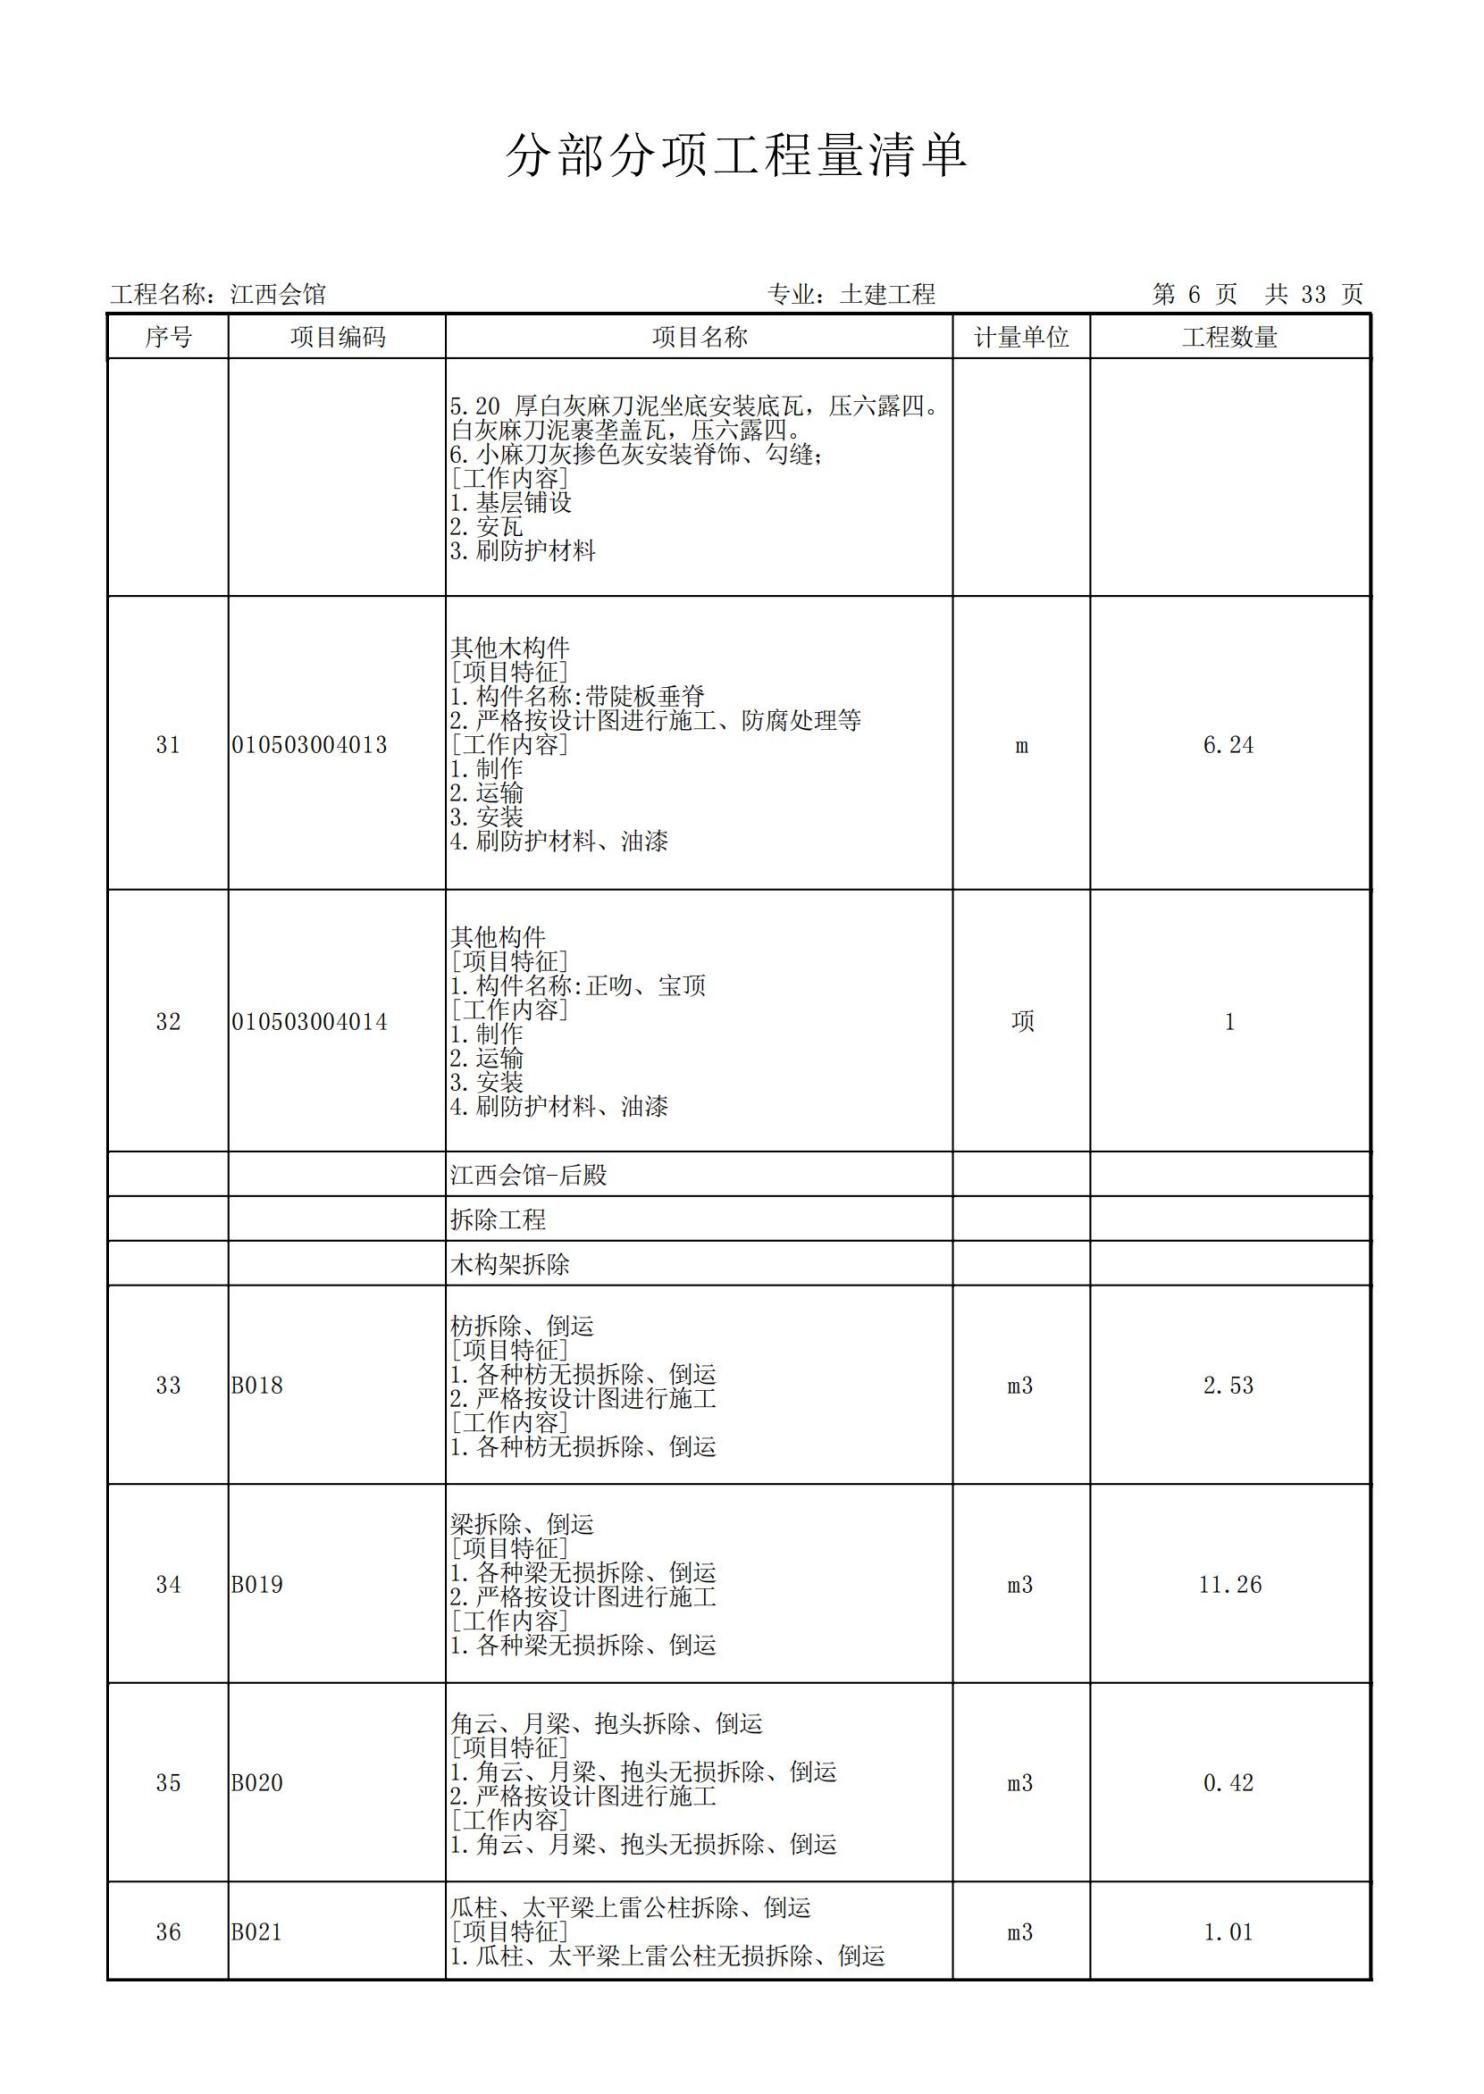 分部分项工程量清单
工程名称：江西会馆 专业：土建工程 第 6 页 共 33 页
序号 项目编码 项目名称 计量单位 工程数量
5.20 厚白灰麻刀泥坐底安装底瓦，压六露四。
白灰麻刀泥裹垄盖瓦，压六露四。
6.小麻刀灰掺色灰安装脊饰、勾缝；
[工作内容]
1.基层铺设
2.安瓦
3.刷防护材料
31 010503004013 m 6.24
其他木构件
[项目特征]
1.构件名称:带陡板垂脊
2.严格按设计图进行施工、防腐处理等
[工作内容]
1.制作
2.运输
3.安装
4.刷防护材料、油漆
32 010503004014 项 1
其他构件
[项目特征]
1.构件名称:正吻、宝顶
[工作内容]
1.制作
2.运输
3.安装
4.刷防护材料、油漆
江西会馆-后殿
拆除工程
木构架拆除
33 B018 m3 2.53
枋拆除、倒运
[项目特征]
1.各种枋无损拆除、倒运
2.严格按设计图进行施工
[工作内容]
1.各种枋无损拆除、倒运
34 B019 m3 11.26
梁拆除、倒运
[项目特征]
1.各种梁无损拆除、倒运
2.严格按设计图进行施工
[工作内容]
1.各种梁无损拆除、倒运
35 B020 m3 0.42
角云、月梁、抱头拆除、倒运
[项目特征]
1.角云、月梁、抱头无损拆除、倒运
2.严格按设计图进行施工
[工作内容]
1.角云、月梁、抱头无损拆除、倒运
36 B021 m3 1.01
瓜柱、太平梁上雷公柱拆除、倒运
[项目特征]
1.瓜柱、太平梁上雷公柱无损拆除、倒运